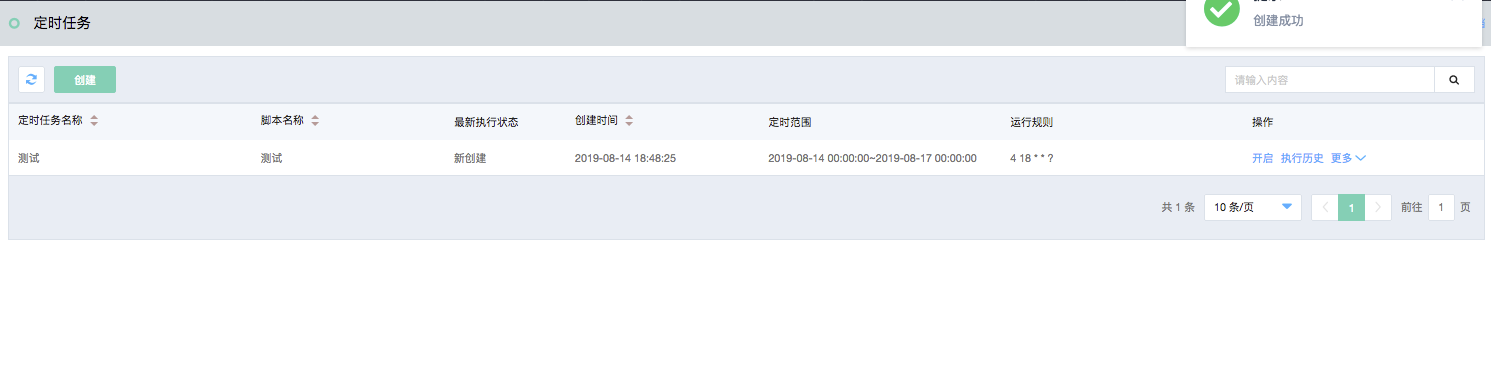 定时任务
创建成功
创建
请输入内容
定时任务名称 脚本名称 最新执行状态 创建时间 定时范围 运行规则 操作
测试 测试 新创建 2019-08-14 18:48:25 2019-08-14 00:00:00~2019-08-17 00:00:00 4 18 * * ? 开启 执行历史 更多
共 1 条 10 条/页 1 前往 1 页